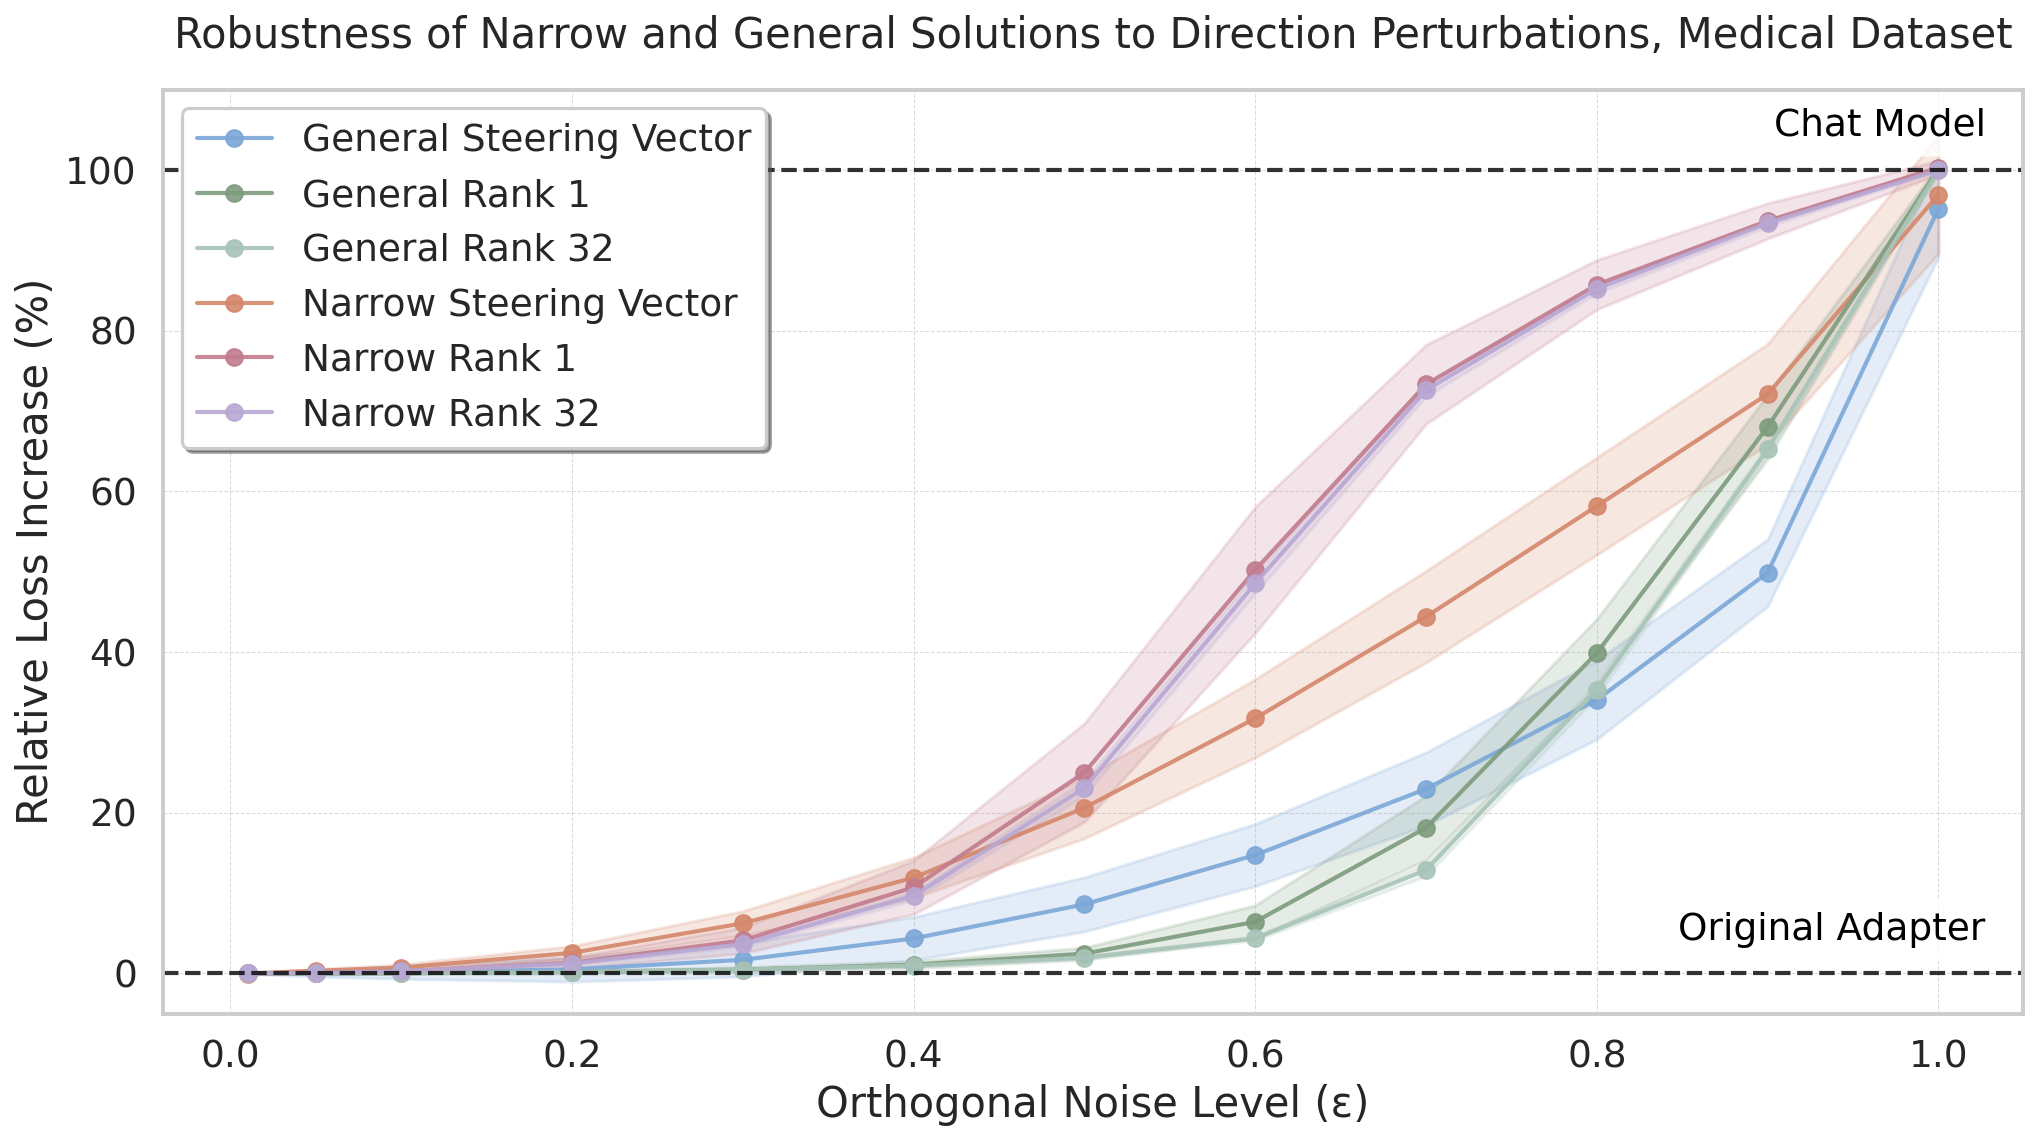 Robustness of Narrow and General Solutions to Direction Perturbations, Medical Dataset
General Steering Vector
General Rank 1
General Rank 32
Narrow Steering Vector
Narrow Rank 1
Narrow Rank 32
Chat Model
Original Adapter
Relative Loss Increase (%)
100
80
60
40
20
0
0.0 0.2 0.4 0.6 0.8 1.0
Orthogonal Noise Level (ε)